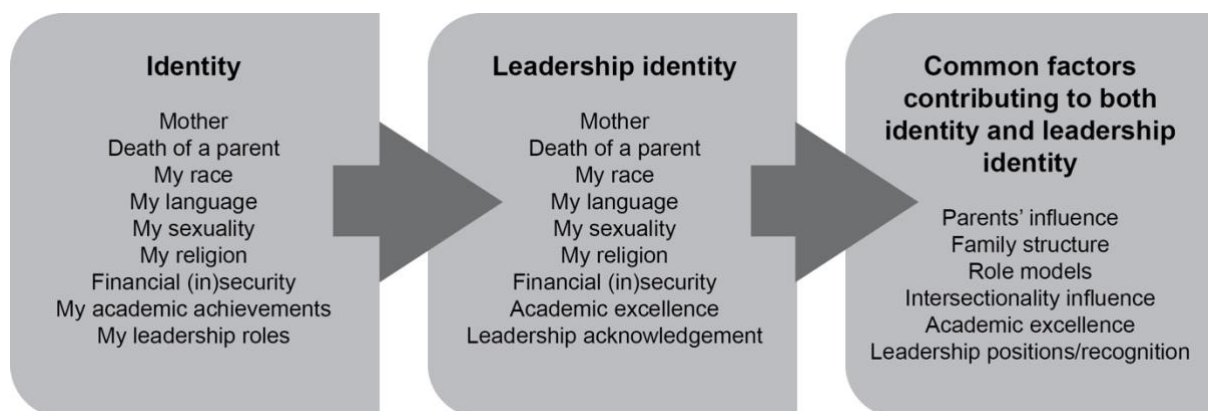 Identity
Mother
Death of a parent
My race
My language
My sexuality
My religion
Financial (in)security
My academic achievements
My leadership roles
Leadership identity
Mother
Death of a parent
My race
My language
My sexuality
My religion
Financial (in)security
Academic excellence
Leadership acknowledgement
Common factors
contributing to both
identity and leadership
identity
Parents’ influence
Family structure
Role models
Intersectionality influence
Academic excellence
Leadership positions/recognition